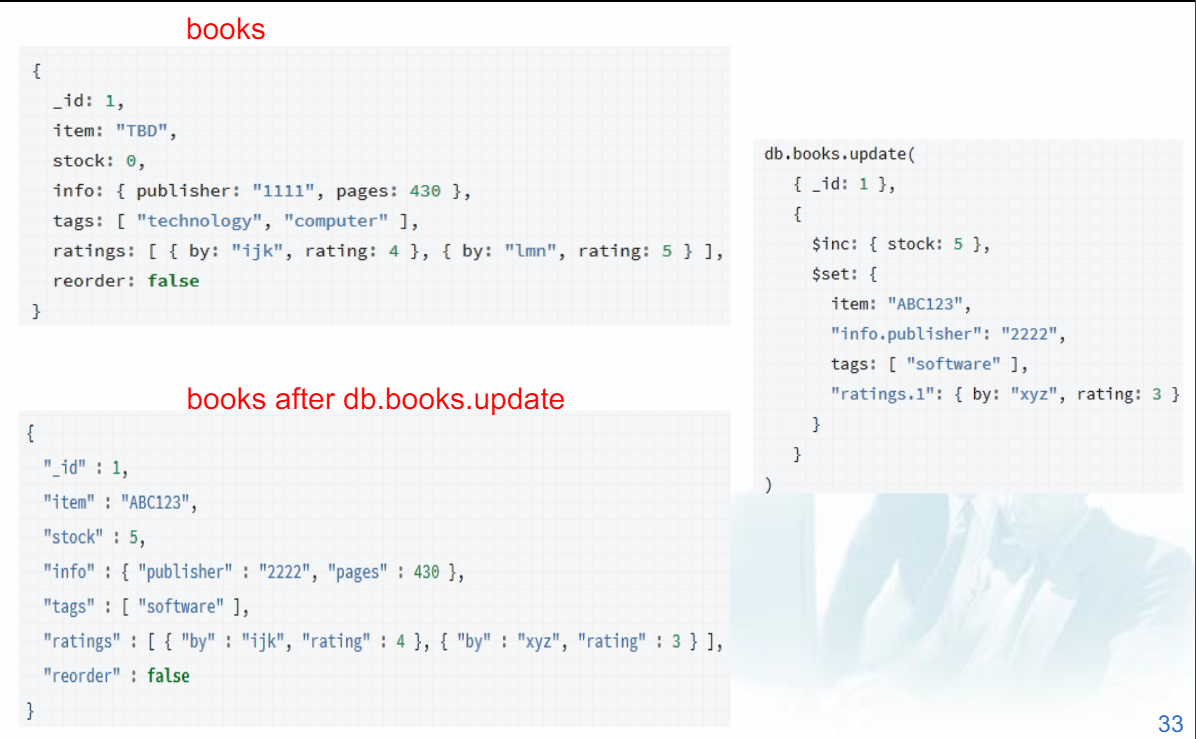 books
{
  _id: 1,
  item: "TBD",
  stock: 0,
  info: { publisher: "1111", pages: 430 },
  tags: [ "technology", "computer" ],
  ratings: [ { by: "ijk", rating: 4 }, { by: "lmn", rating: 5 } ],
  reorder: false
}
db.books.update(
   { _id: 1 },
   {
     $inc: { stock: 5 },
     $set: {
       item: "ABC123",
       "info.publisher": "2222",
       tags: [ "software" ],
       "ratings.1": { by: "xyz", rating: 3 }
     }
   }
)
books after db.books.update
{
  "_id" : 1,
  "item" : "ABC123",
  "stock" : 5,
  "info" : { "publisher" : "2222", "pages" : 430 },
  "tags" : [ "software" ],
  "ratings" : [ { "by" : "ijk", "rating" : 4 }, { "by" : "xyz", "rating" : 3 } ],
  "reorder" : false
}
33